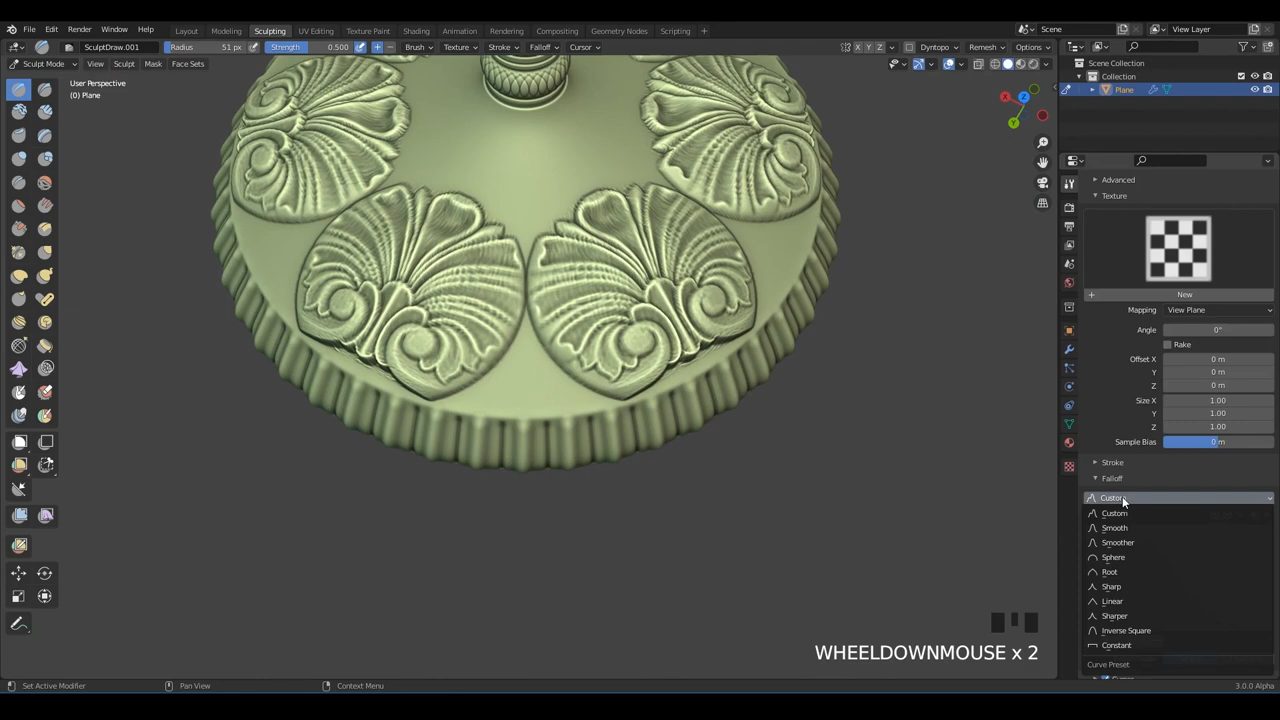 File Edit Render Window Help Layout Modeling Sculpting UV Editing Texture Paint Shading Animation Rendering Compositing Geometry Nodes Scripting Scene View Layer
SculptDraw.001 Radius 51 px Strength 0.500 Brush Texture Stroke Falloff Cursor X Y Z Dyntopo Remesh Options
Sculpt Mode View Sculpt Mask Face Sets
Scene Collection
Collection
Plane
User Perspective
(0) Plane
Z
Y
X
Advanced
Texture
New
Mapping View Plane
Angle 0°
Rake
Offset X 0 m
Y 0 m
Z 0 m
Size X 1.00
Y 1.00
Z 1.00
Sample Bias 0 m
Stroke
Falloff
Custom
Custom
Smooth
Smoother
Sphere
Root
Sharp
Linear
Sharper
Inverse Square
Constant
Curve Preset
WHEELDOWNMOUSE x 2
Set Active Modifier Pan View Context Menu 3.0.0 Alpha